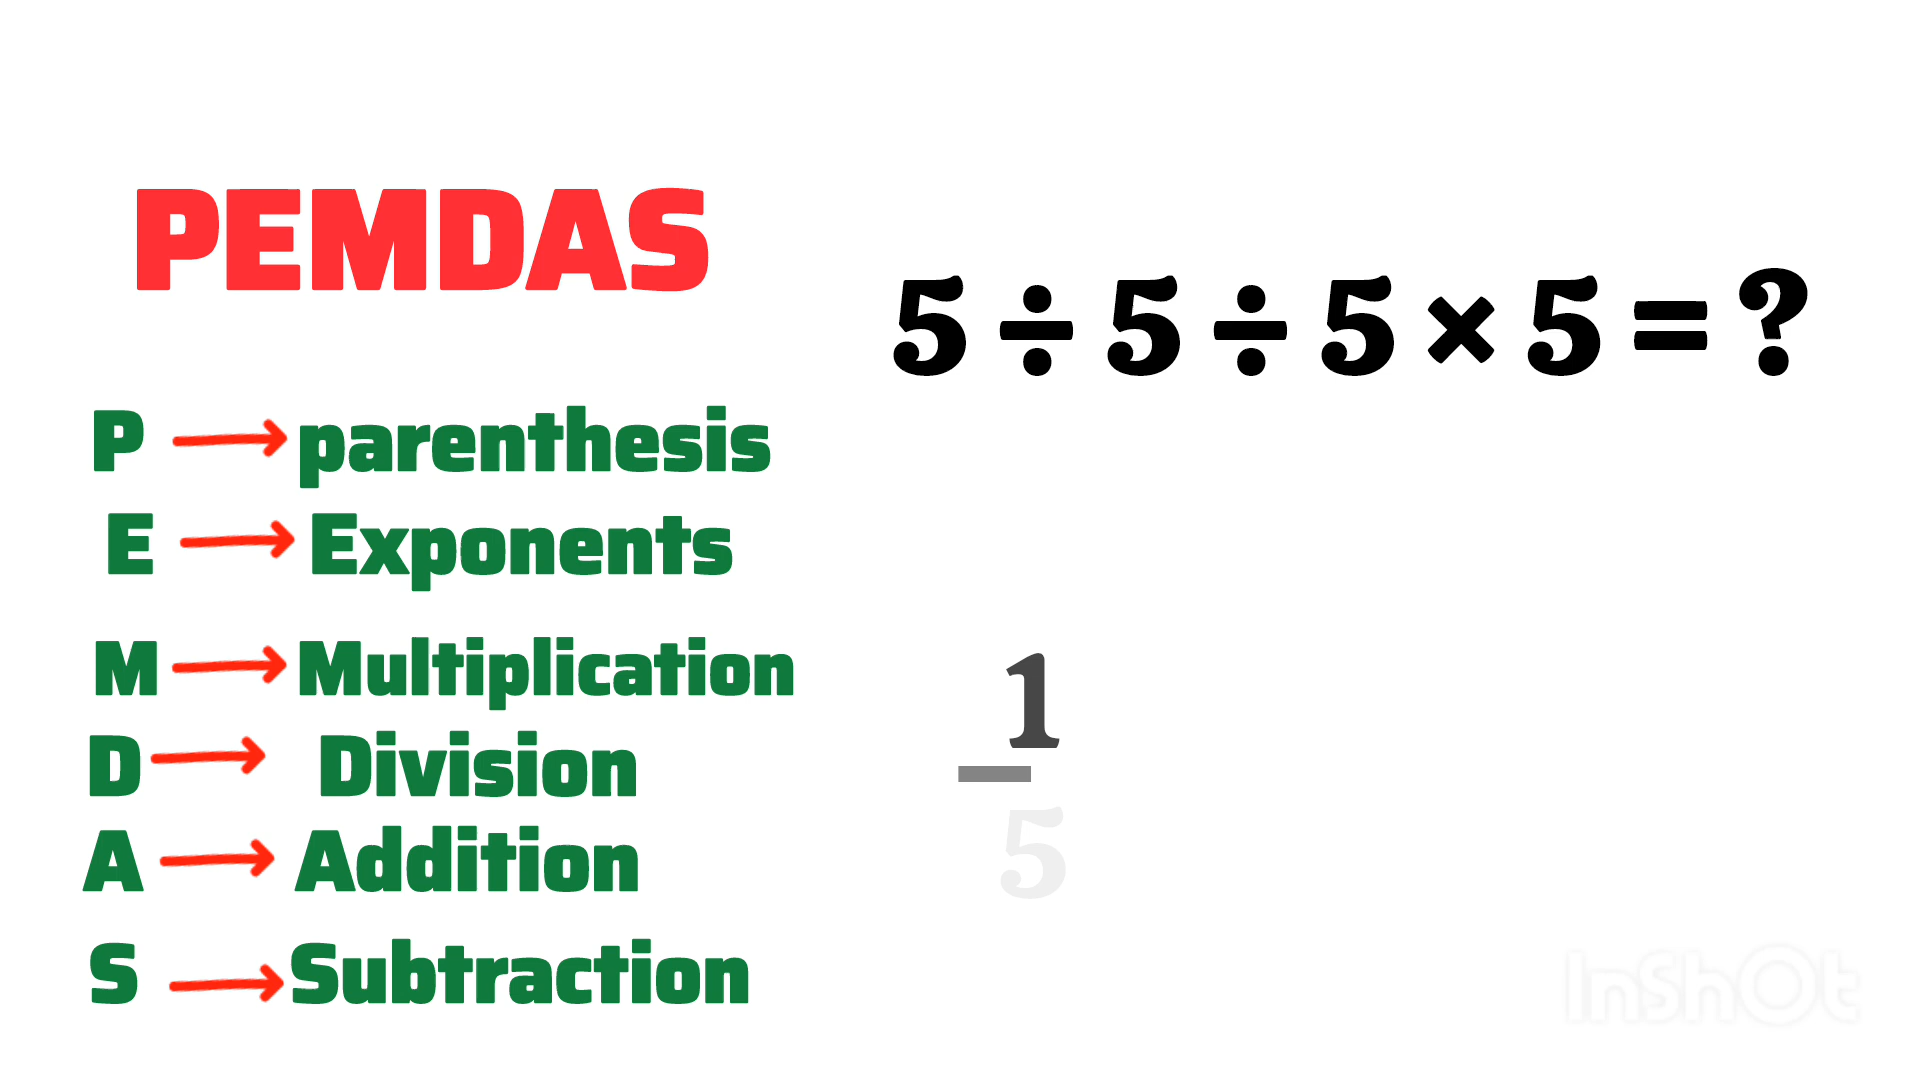 PEMDAS
5 ÷ 5 ÷ 5 × 5 = ?
P → parenthesis
E → Exponents
M → Multiplication
D → Division
A → Addition
S → Subtraction
1
5
InShOt